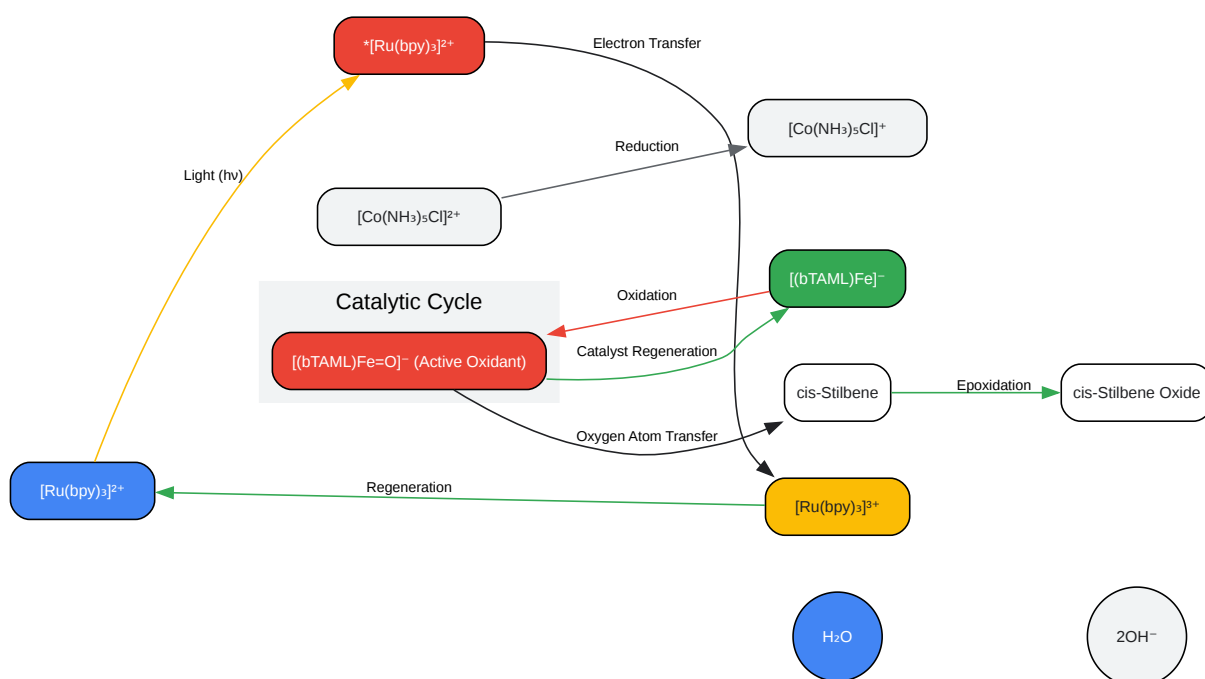 *[Ru(bpy)₃]²⁺
Electron Transfer
[Co(NH₃)₅Cl]⁺
Reduction
Light (hν)
[Co(NH₃)₅Cl]²⁺
[(bTAML)Fe]⁻
Oxidation
Catalytic Cycle
Catalyst Regeneration
[(bTAML)Fe=O]⁻ (Active Oxidant)
cis-Stilbene
Epoxidation
cis-Stilbene Oxide
Oxygen Atom Transfer
[Ru(bpy)₃]²⁺
Regeneration
[Ru(bpy)₃]³⁺
H₂O
2OH⁻